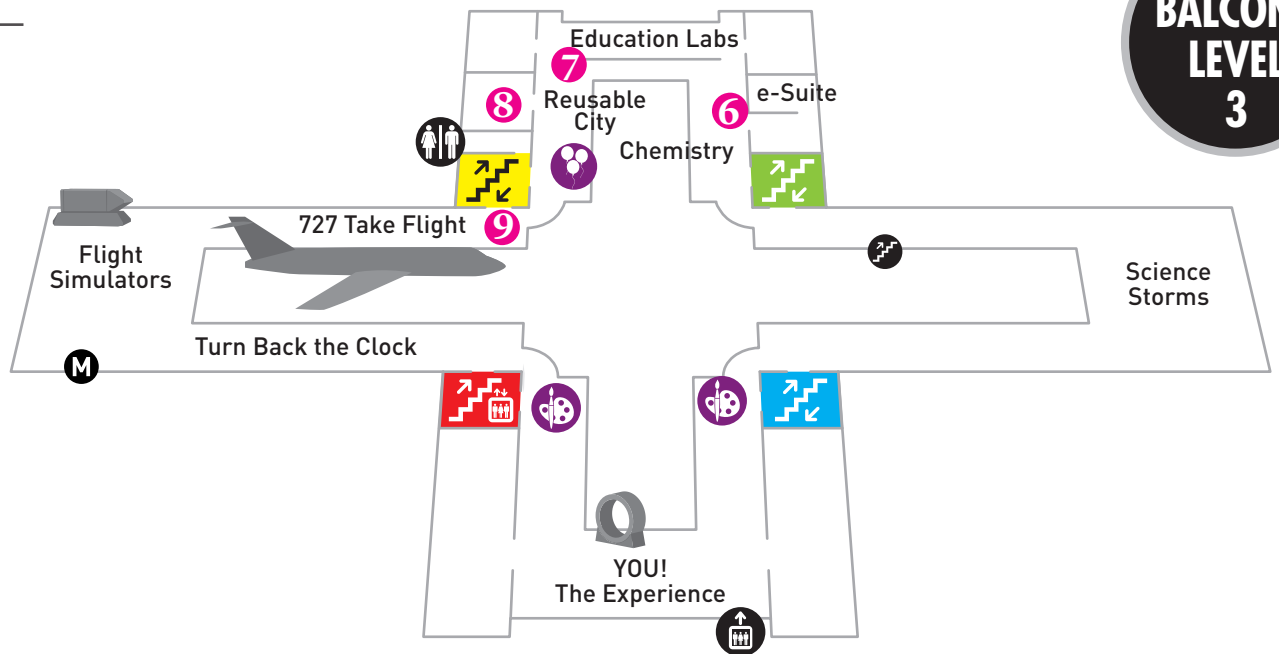 BALCON
LEVEL
3
Education Labs
7
8
Reusable
City
6
e-Suite
Chemistry
727 Take Flight
9
Flight
Simulators
Science
Storms
Turn Back the Clock
M
YOU!
The Experience